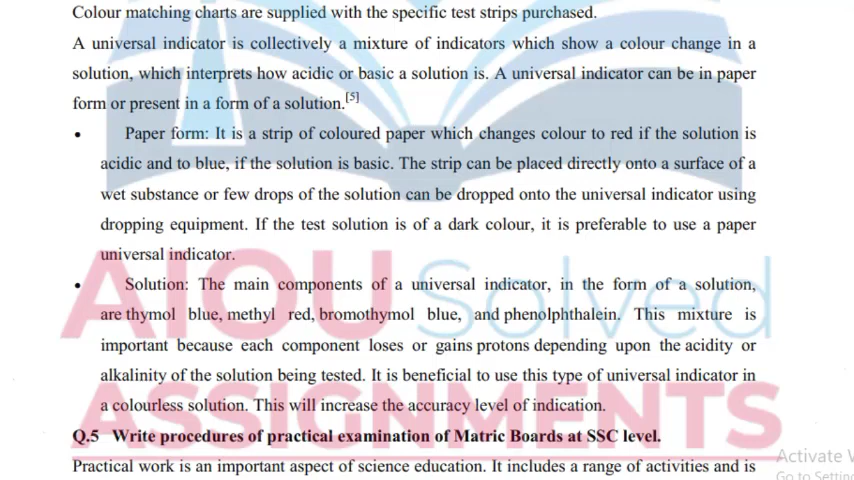 Colour matching charts are supplied with the specific test strips purchased.
A universal indicator is collectively a mixture of indicators which show a colour change in a
solution, which interprets how acidic or basic a solution is. A universal indicator can be in paper
form or present in a form of a solution.[5]
• Paper form: It is a strip of coloured paper which changes colour to red if the solution is
acidic and to blue, if the solution is basic. The strip can be placed directly onto a surface of a
wet substance or few drops of the solution can be dropped onto the universal indicator using
dropping equipment. If the test solution is of a dark colour, it is preferable to use a paper
universal indicator.
AIOU Solved
• Solution: The main components of a universal indicator, in the form of a solution,
are thymol blue, methyl red, bromothymol blue, and phenolphthalein. This mixture is
important because each component loses or gains protons depending upon the acidity or
alkalinity of the solution being tested. It is beneficial to use this type of universal indicator in
a colourless solution. This will increase the accuracy level of indication.
ASSIGNMENTS
Q.5 Write procedures of practical examination of Matric Boards at SSC level.
Practical work is an important aspect of science education. It includes a range of activities and is
Activate W
Go to Setting